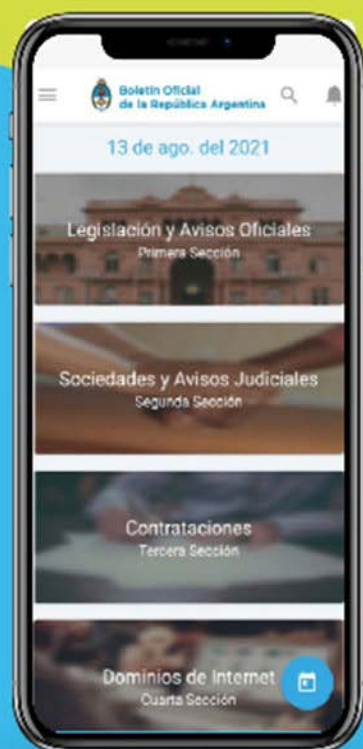 Boletín Oficial
de la República Argentina
13 de ago. del 2021
Legislación y Avisos Oficiales
Primera Sección
Sociedades y Avisos Judiciales
Segunda Sección
Contrataciones
Tercera Sección
Dominios de Internet
Cuarta Sección